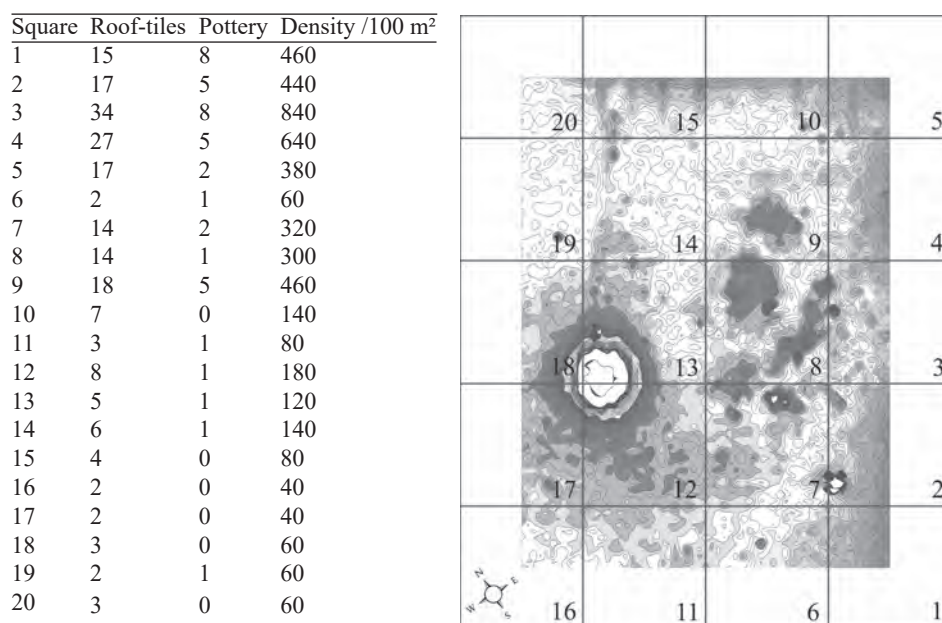 Square Roof-tiles Pottery Density /100 m²
1 15 8 460
2 17 5 440
3 34 8 840
4 27 5 640
5 17 2 380
6 2 1 60
7 14 2 320
8 14 1 300
9 18 5 460
10 7 0 140
11 3 1 80
12 8 1 180
13 5 1 120
14 6 1 140
15 4 0 80
16 2 0 40
17 2 0 40
18 3 0 60
19 2 1 60
20 3 0 60
20 15 10 5
19 14 9 4
18 13 8 3
17 12 7 2
N E
W S
16 11 6 1